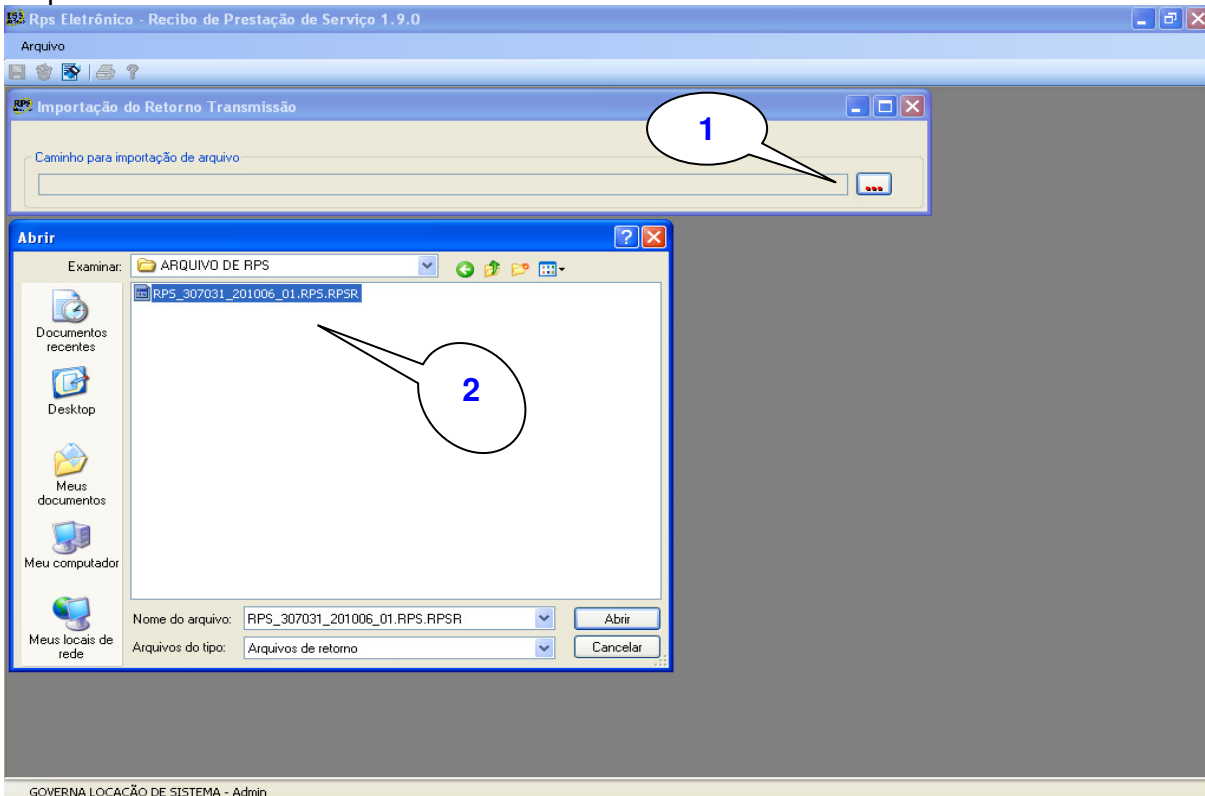 Rps Eletrônico - Recibo de Prestação de Serviço 1.9.0
Arquivo
Importação do Retorno Transmissão
1
Caminho para importação de arquivo
...
Abrir
Examinar: ARQUIVO DE RPS
RPS_307031_201006_01.RPS.RPSR
2
Documentos
recentes
Desktop
Meus
documentos
Meu computador
Meus locais de
rede
Nome do arquivo: RPS_307031_201006_01.RPS.RPSR Abrir
Arquivos do tipo: Arquivos de retorno Cancelar
GOVERNA LOCAÇÃO DE SISTEMA - Admin